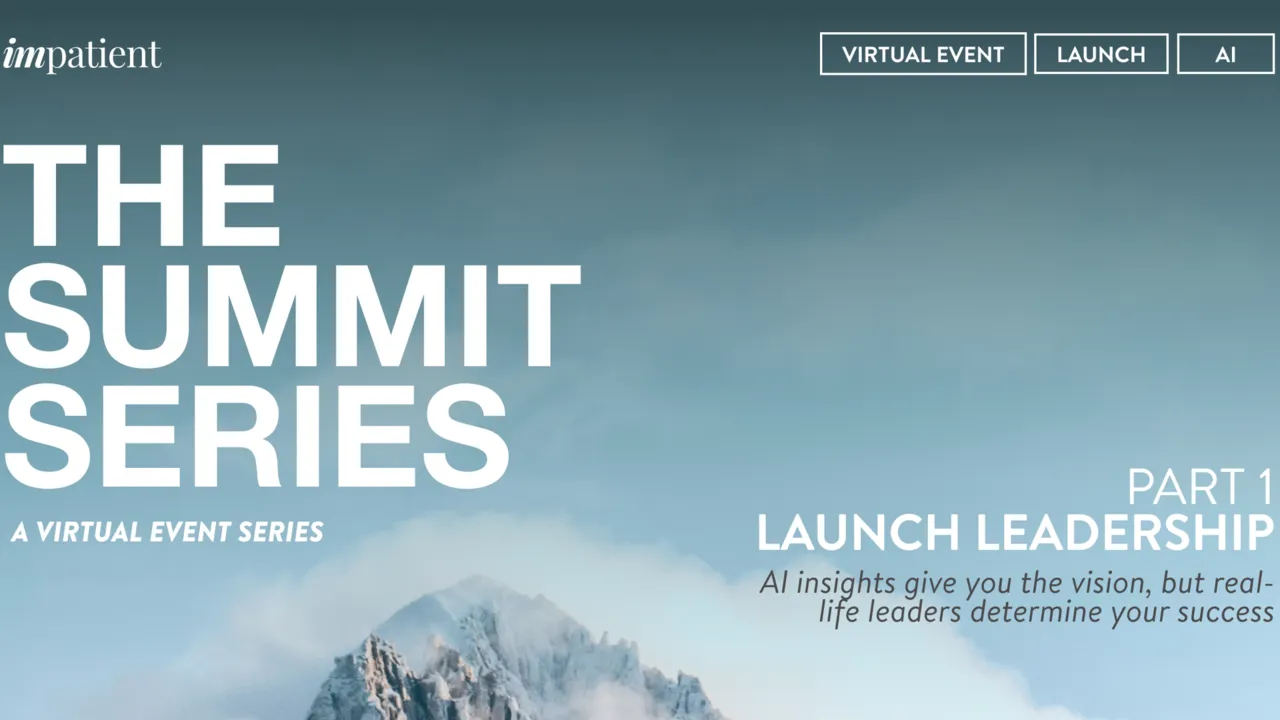 impatient
VIRTUAL EVENT
LAUNCH
AI
THE
SUMMIT
SERIES
A VIRTUAL EVENT SERIES
PART 1
LAUNCH LEADERSHIP
AI insights give you the vision, but real-
life leaders determine your success